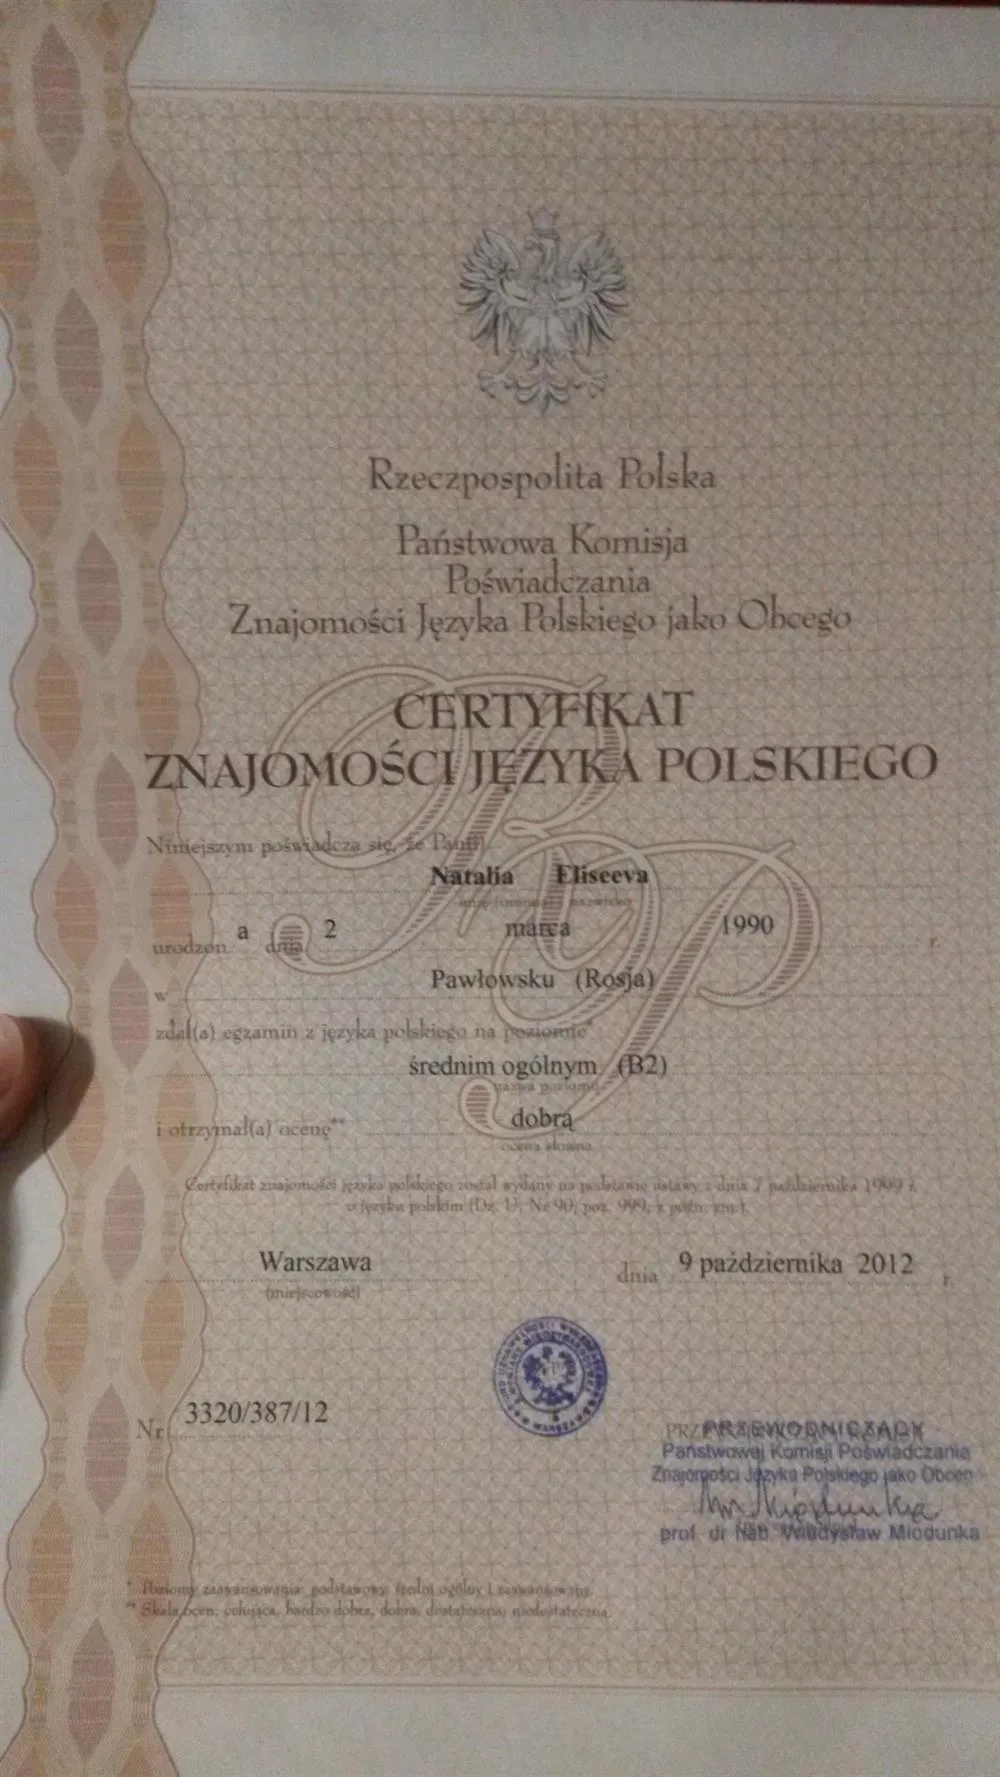 Rzeczpospolita Polska
Państwowa Komisja
Poświadczania
Znajomości Języka Polskiego jako Obcego
CERTYFIKAT
ZNAJOMOŚCI JĘZYKA POLSKIEGO
Niniejszym poświadcza się, że Pan(i)
Natalia Eliseeva
imię (imiona) i nazwisko
urodzon a dnia 2 marca 1990 r.
w Pawłowsku (Rosja)
zdał(a) egzamin z języka polskiego na poziomie*
średnim ogólnym (B2)
nazwa poziomu
i otrzymał(a) ocenę** dobrą
ocena słowna
Certyfikat znajomości języka polskiego został wydany na podstawie ustawy z dnia 7 października 1999 r.
o języku polskim (Dz. U. Nr 90, poz. 999, z późn. zm.).
Warszawa dnia 9 października 2012 r.
(miejscowość)
Nr 3320/387/12
PRZEWODNICZĄCY
Państwowej Komisji Poświadczania
Znajomości Języka Polskiego jako Obcen
prof. dr hab. Władysław Miodunka
* Poziomy zaawansowania: podstawowy, średni ogólny i zaawansowany.
** Skala ocen: celująca, bardzo dobra, dobra, dostateczna, niedostateczna.